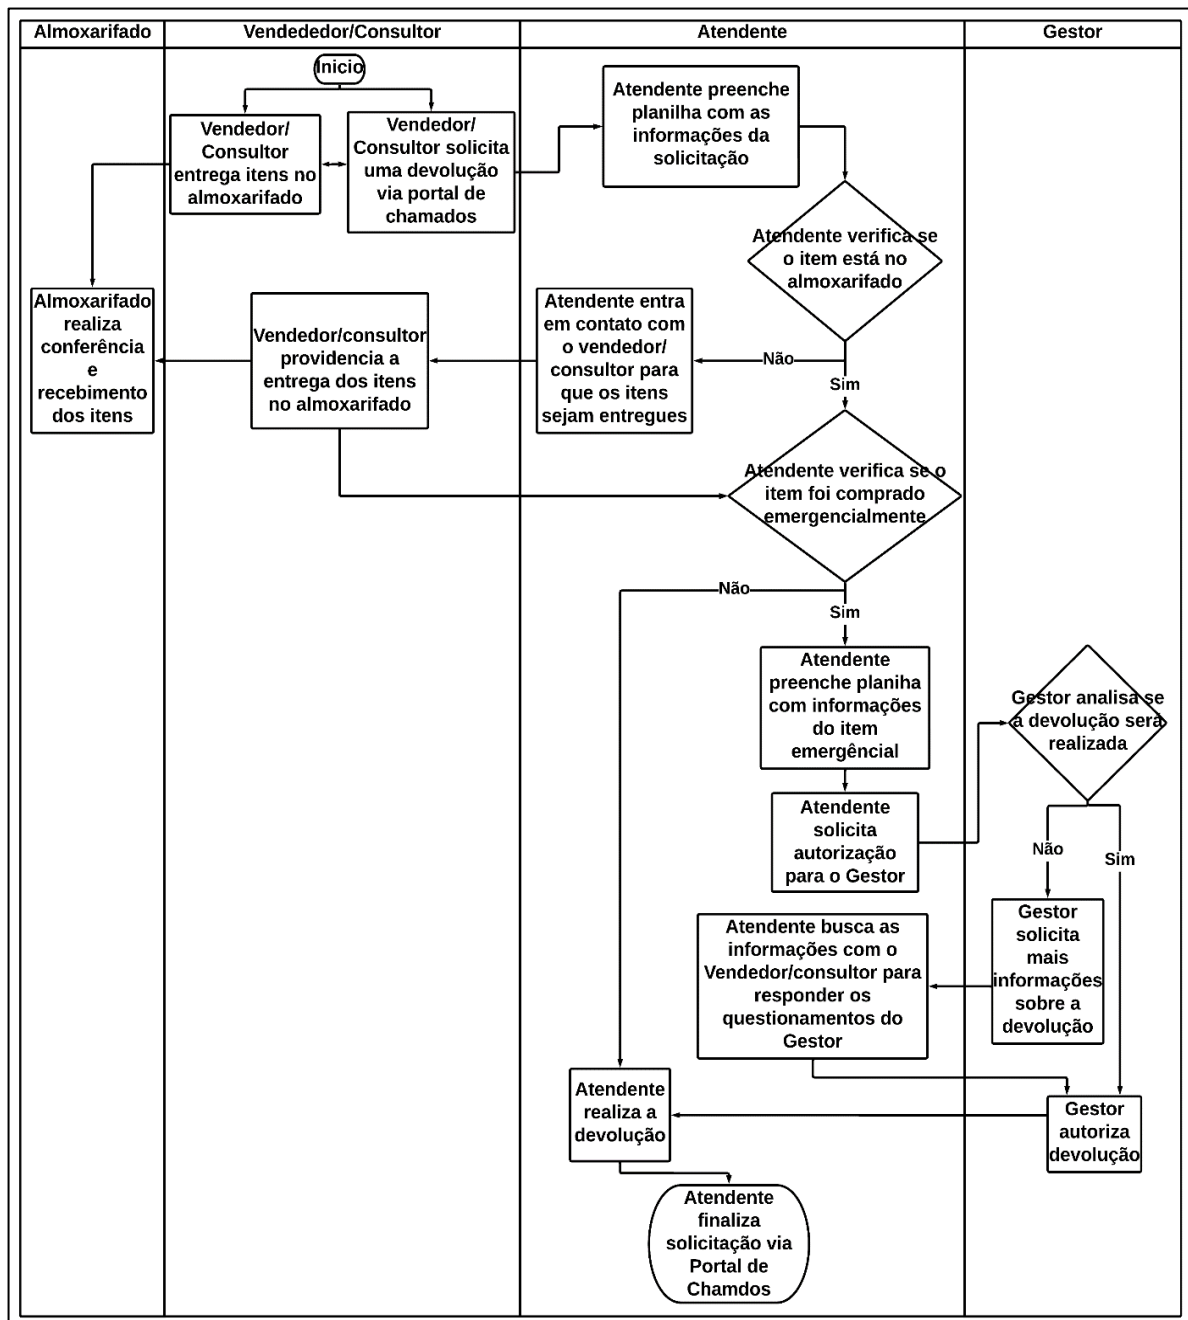 Almoxarifado
Vendededor/Consultor
Atendente
Gestor
Inicio
Vendedor/
Consultor
entrega itens no
almoxarifado
Vendedor/
Consultor solicita
uma devolução
via portal de
chamados
Atendente preenche
planilha com as
informações da
solicitação
Atendente verifica se
o item está no
almoxarifado
Não
Sim
Almoxarifado
realiza
conferência
e
recebimento
dos itens
Vendedor/consultor
providencia a
entrega dos itens
no almoxarifado
Atendente entra
em contato com
o vendedor/
consultor para
que os itens
sejam entregues
Atendente verifica se o
item foi comprado
emergencialmente
Não
Sim
Atendente
preenche planiha
com informações
do item
emergêncial
Gestor analisa se
a devolução será
realizada
Atendente
solicita
autorização
para o Gestor
Não
Sim
Gestor
solicita
mais
informações
sobre a
devolução
Atendente busca as
informações com o
Vendedor/consultor para
responder os
questionamentos do
Gestor
Atendente
realiza a
devolução
Gestor
autoriza
devolução
Atendente
finaliza
solicitação via
Portal de
Chamdos